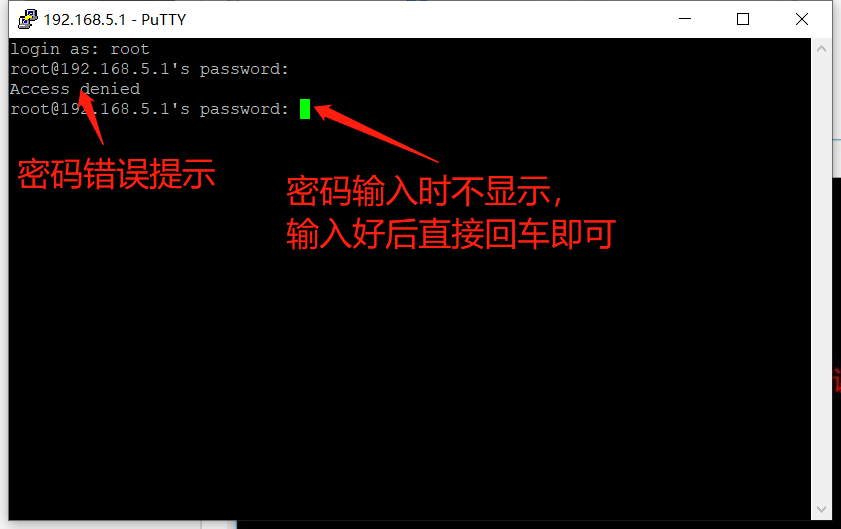 192.168.5.1 - PuTTY
login as: root
root@192.168.5.1's password:
Access denied
root@192.168.5.1's password:
密码错误提示
密码输入时不显示，
输入好后直接回车即可